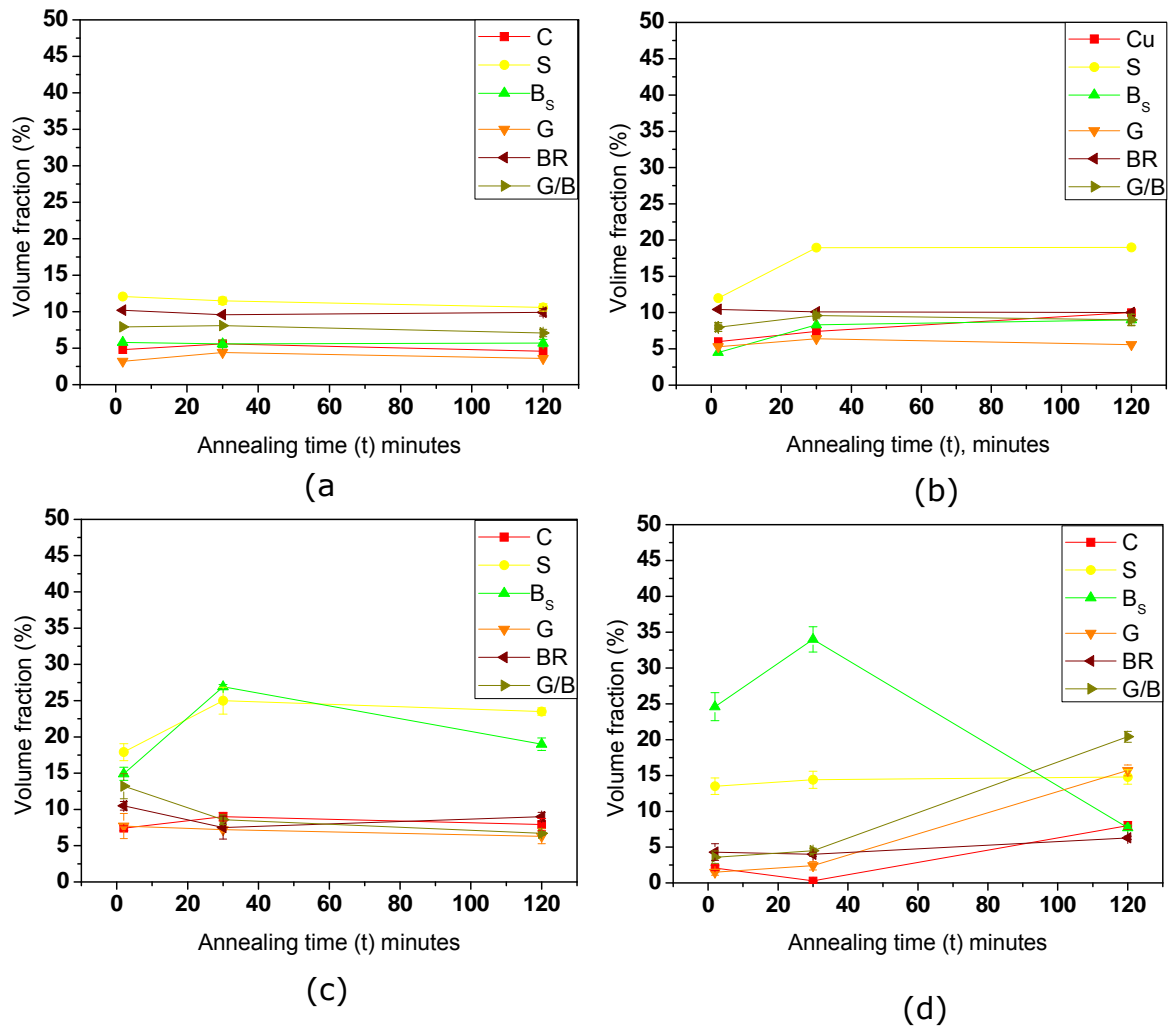 50
45
40
35
30
25
20
15
10
5
0
Volume fraction (%)
C
S
B_S
G
BR
G/B
0 20 40 60 80 100 120
Annealing time (t) minutes
(a
50
45
40
35
30
25
20
15
10
5
0
Volime fraction (%)
Cu
S
B_S
G
BR
G/B
0 20 40 60 80 100 120
Annealing time (t), minutes
(b)
50
45
40
35
30
25
20
15
10
5
0
Volume fraction (%)
C
S
B_S
G
BR
G/B
0 20 40 60 80 100 120
Annealing time (t) minutes
(c)
50
45
40
35
30
25
20
15
10
5
0
Volume fraction (%)
C
S
B_S
G
BR
G/B
0 20 40 60 80 100 120
Annealing time (t) minutes
(d)